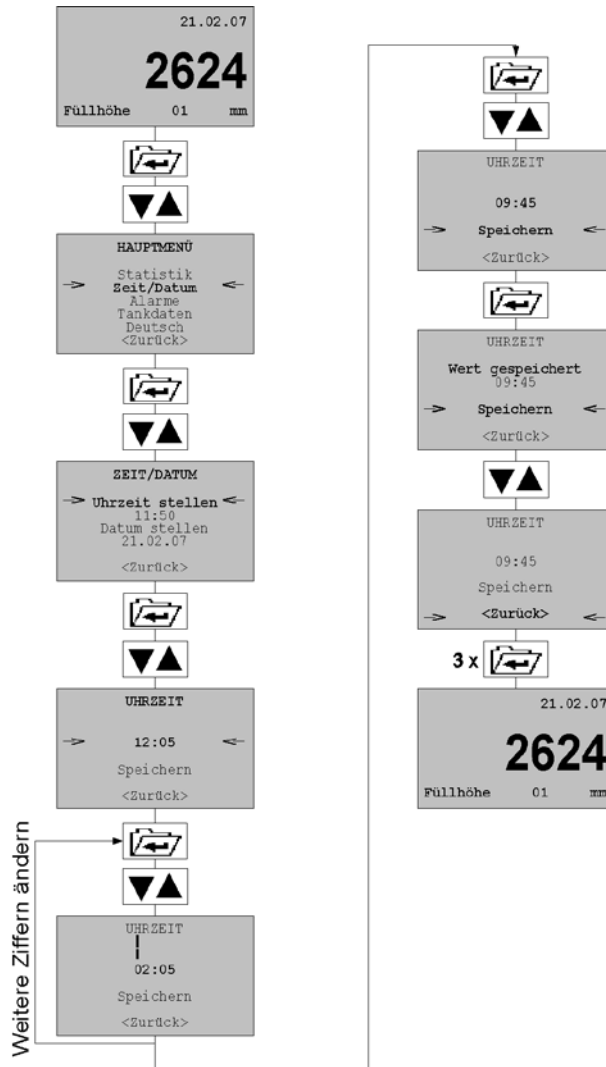 21.02.07
2624
Füllhöhe 01 mm
HAUPTMENÜ
Statistik
Zeit/Datum
Alarme
Tankdaten
Deutsch
<Zurück>
ZEIT/DATUM
Uhrzeit stellen
11:50
Datum stellen
21.02.07
<Zurück>
UHRZEIT
12:05
Speichern
<Zurück>
Weitere Ziffern ändern
UHRZEIT
02:05
Speichern
<Zurück>
UHRZEIT
09:45
Speichern
<Zurück>
UHRZEIT
Wert gespeichert
09:45
Speichern
<Zurück>
UHRZEIT
09:45
Speichern
<Zurück>
3 x
21.02.07
2624
Füllhöhe 01 mm